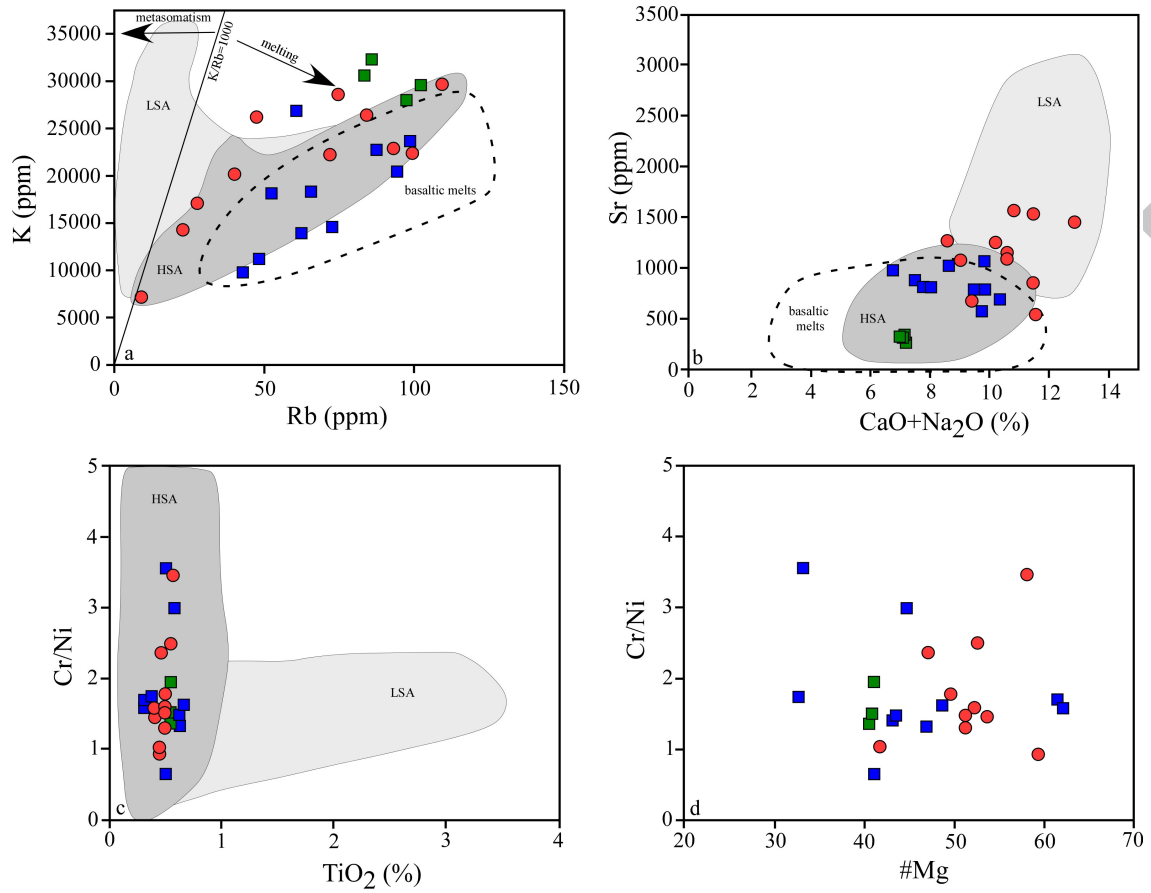 35000
30000
25000
20000
15000
10000
5000
0
K (ppm)
metasomatism
K/Rb=1000
melting
LSA
HSA
basaltic melts
a
0
50
100
150
Rb (ppm)
3500
3000
2500
2000
1500
1000
500
0
Sr (ppm)
LSA
HSA
basaltic
melts
b
2
4
6
8
10
12
14
CaO+Na₂O (%)
5
4
3
2
1
0
Cr/Ni
HSA
LSA
c
0
1
2
3
4
TiO₂ (%)
5
4
3
2
1
0
Cr/Ni
d
20
30
40
50
60
70
#Mg